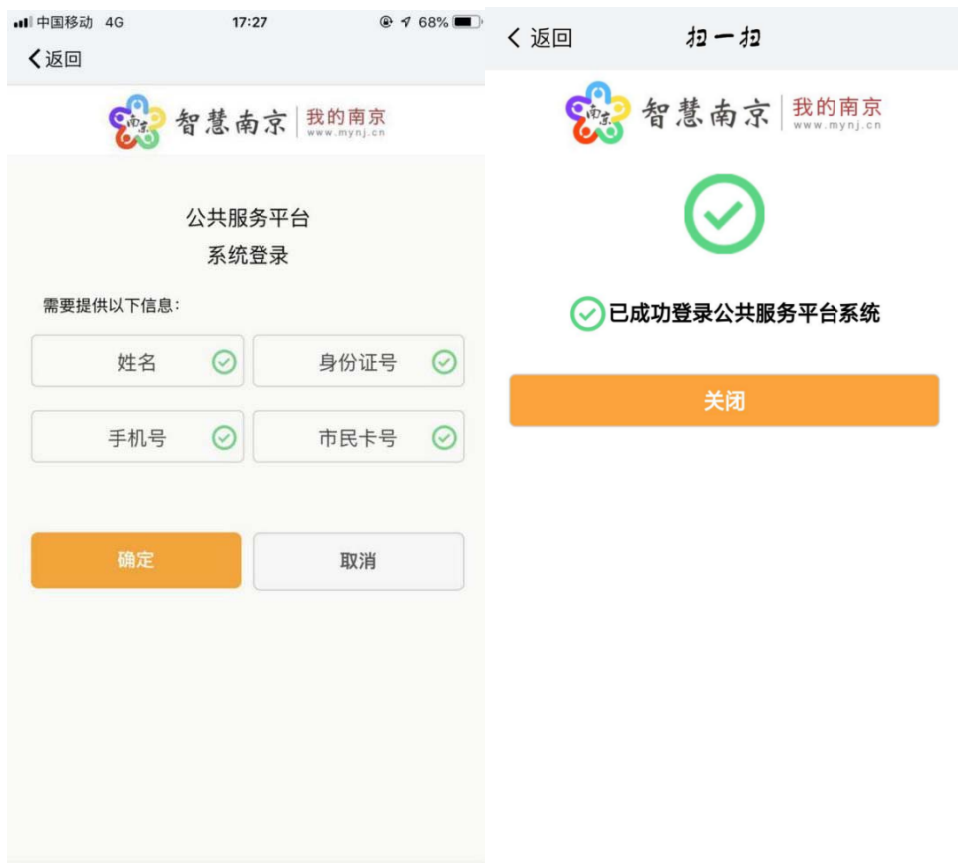 中国移动 4G 17:27 68%
返回
南京 智慧南京 我的南京
www.mynj.cn
公共服务平台
系统登录
需要提供以下信息：
姓名 身份证号
手机号 市民卡号
确定 取消
返回 扫一扫
南京 智慧南京 我的南京
www.mynj.cn
已成功登录公共服务平台系统
关闭